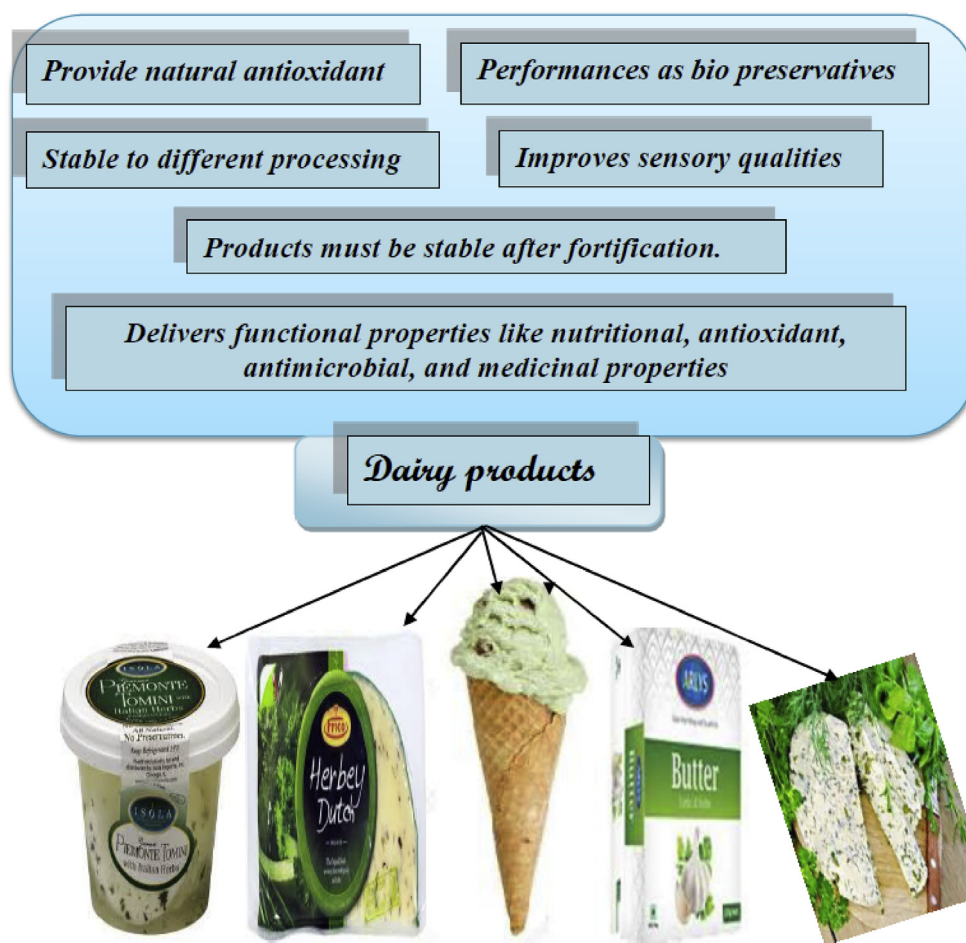 Provide natural antioxidant
Performances as bio preservatives
Stable to different processing
Improves sensory qualities
Products must be stable after fortification.
Delivers functional properties like nutritional, antioxidant,
antimicrobial, and medicinal properties
Dairy products
ISOLA
PIEMONTE
TOMINI with
Italian Herbs
All Natural.
No Preservatives.
ISOLA
PIEMONTE TOMINI
with Italian Herbs
Frico
Herbey
Dutch
ARLYS
Butter